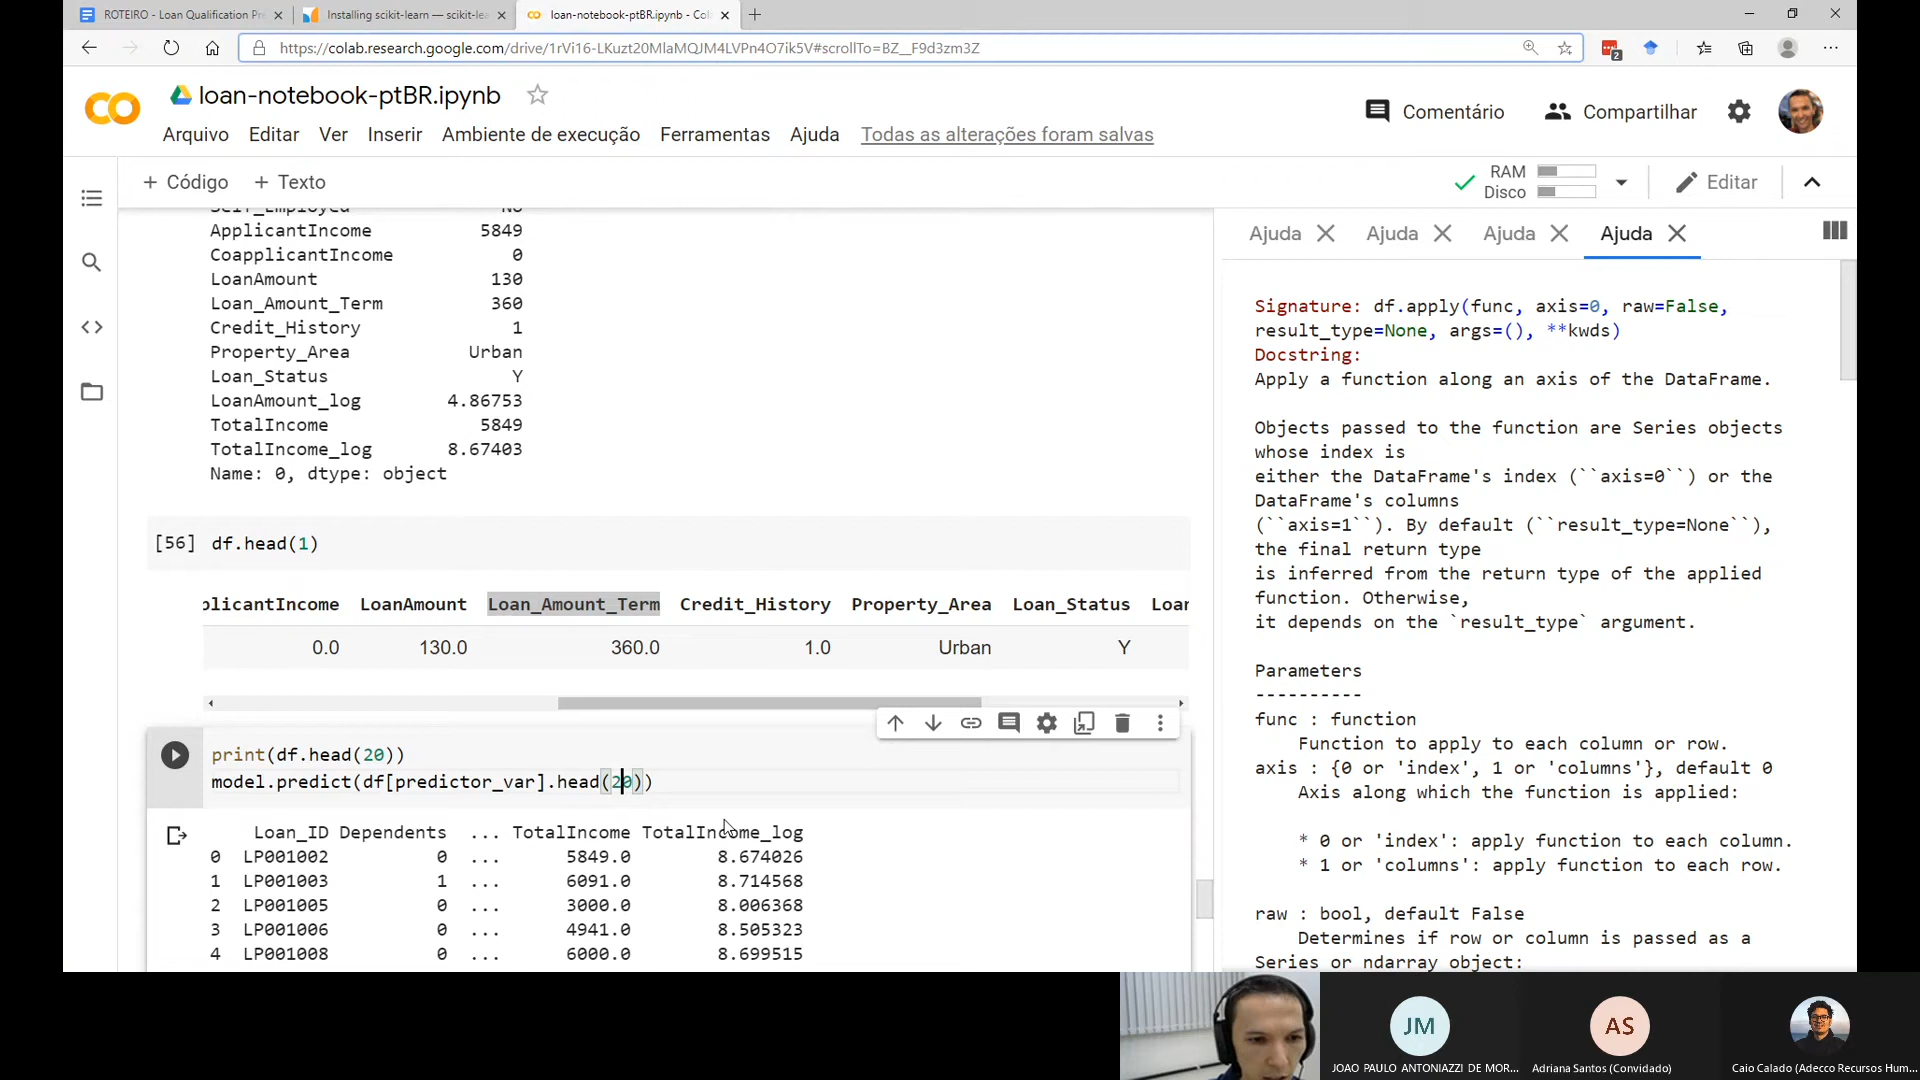 ROTEIRO - Loan Qualification Pr
Installing scikit-learn — scikit-lea
loan-notebook-ptBR.ipynb - Col
https://colab.research.google.com/drive/1rVi16-LKuzt20MlaMQJM4LVPn4O7ik5V#scrollTo=BZ__F9d3zm3Z
2
loan-notebook-ptBR.ipynb
Comentário
Compartilhar
Arquivo Editar Ver Inserir Ambiente de execução Ferramentas Ajuda Todas as alterações foram salvas
+ Código + Texto
RAM
Disco
Editar
Self_Employed No
ApplicantIncome 5849
CoapplicantIncome 0
LoanAmount 130
Loan_Amount_Term 360
Credit_History 1
Property_Area Urban
Loan_Status Y
LoanAmount_log 4.86753
TotalIncome 5849
TotalIncome_log 8.67403
Name: 0, dtype: object
[56] df.head(1)
plicantIncome LoanAmount Loan_Amount_Term Credit_History Property_Area Loan_Status Loan
0.0 130.0 360.0 1.0 Urban Y
print(df.head(20))
model.predict(df[predictor_var].head(20))
Loan_ID Dependents ... TotalIncome TotalIncome_log
0 LP001002 0 ... 5849.0 8.674026
1 LP001003 1 ... 6091.0 8.714568
2 LP001005 0 ... 3000.0 8.006368
3 LP001006 0 ... 4941.0 8.505323
4 LP001008 0 ... 6000.0 8.699515
Ajuda Ajuda Ajuda Ajuda
Signature: df.apply(func, axis=0, raw=False,
result_type=None, args=(), **kwds)
Docstring:
Apply a function along an axis of the DataFrame.
Objects passed to the function are Series objects
whose index is
either the DataFrame's index (``axis=0``) or the
DataFrame's columns
(``axis=1``). By default (``result_type=None``),
the final return type
is inferred from the return type of the applied
function. Otherwise,
it depends on the `result_type` argument.
Parameters
----------
func : function
Function to apply to each column or row.
axis : {0 or 'index', 1 or 'columns'}, default 0
Axis along which the function is applied:
* 0 or 'index': apply function to each column.
* 1 or 'columns': apply function to each row.
raw : bool, default False
Determines if row or column is passed as a
Series or ndarray object:
JM
AS
JOAO PAULO ANTONIAZZI DE MOR...
Adriana Santos (Convidado)
Caio Calado (Adecco Recursos Hum...